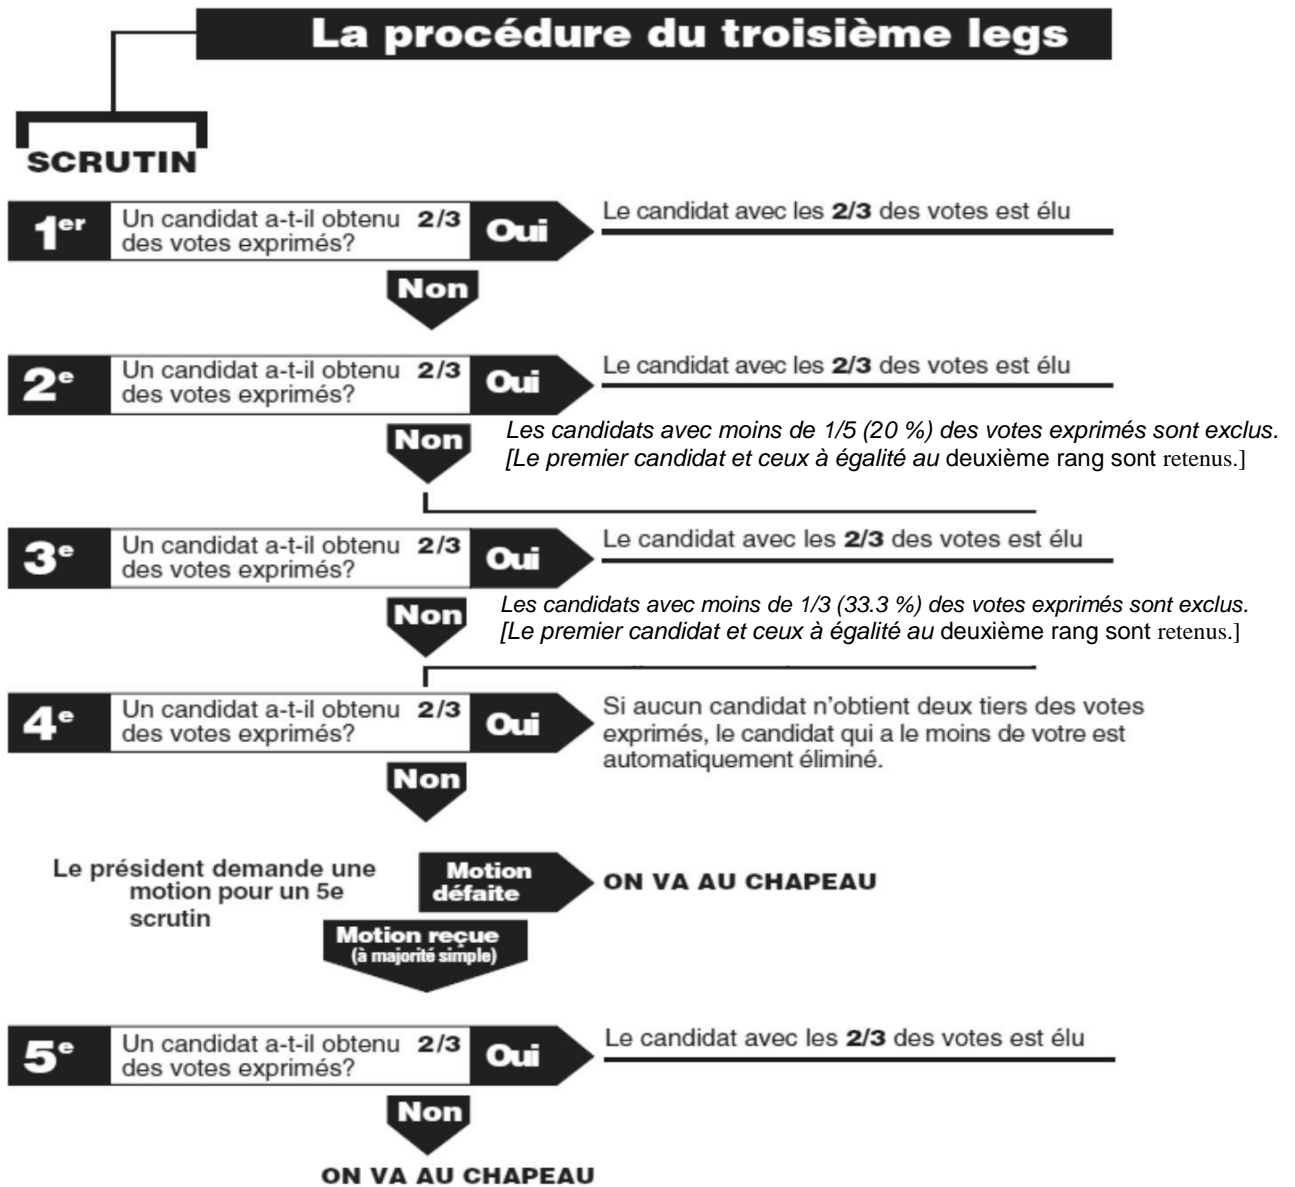 La procédure du troisième legs
SCRUTIN
1er
Un candidat a-t-il obtenu 2/3
des votes exprimés?
Oui
Le candidat avec les 2/3 des votes est élu
Non
2e
Un candidat a-t-il obtenu 2/3
des votes exprimés?
Oui
Le candidat avec les 2/3 des votes est élu
Non
Les candidats avec moins de 1/5 (20 %) des votes exprimés sont exclus.
[Le premier candidat et ceux à égalité au deuxième rang sont retenus.]
3e
Un candidat a-t-il obtenu 2/3
des votes exprimés?
Oui
Le candidat avec les 2/3 des votes est élu
Non
Les candidats avec moins de 1/3 (33.3 %) des votes exprimés sont exclus.
[Le premier candidat et ceux à égalité au deuxième rang sont retenus.]
4e
Un candidat a-t-il obtenu 2/3
des votes exprimés?
Oui
Si aucun candidat n'obtient deux tiers des votes
exprimés, le candidat qui a le moins de votre est
automatiquement éliminé.
Non
Le président demande une
motion pour un 5e
scrutin
Motion
défaite
ON VA AU CHAPEAU
Motion reçue
(à majorité simple)
5e
Un candidat a-t-il obtenu 2/3
des votes exprimés?
Oui
Le candidat avec les 2/3 des votes est élu
Non
ON VA AU CHAPEAU